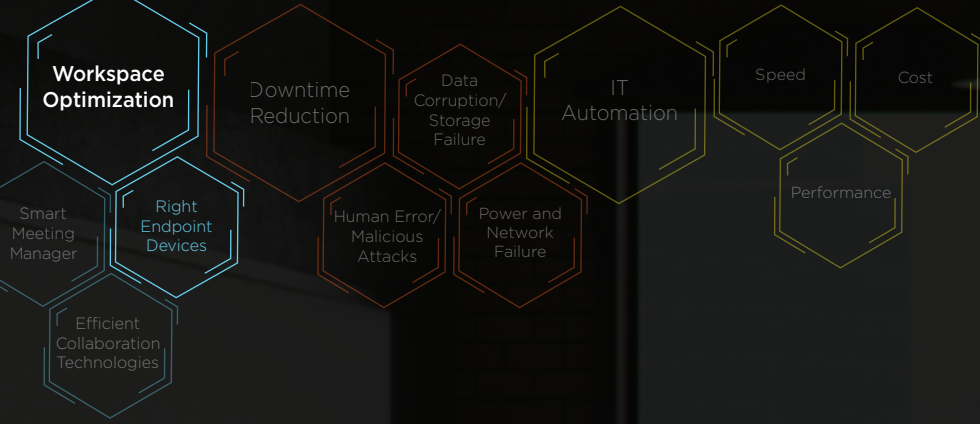 Workspace
Optimization
Smart
Meeting
Manager
Right
Endpoint
Devices
Efficient
Collaboration
Technologies
Downtime
Reduction
Data
Corruption/
Storage
Failure
Human Error/
Malicious
Attacks
Power and
Network
Failure
IT
Automation
Speed
Cost
Performance